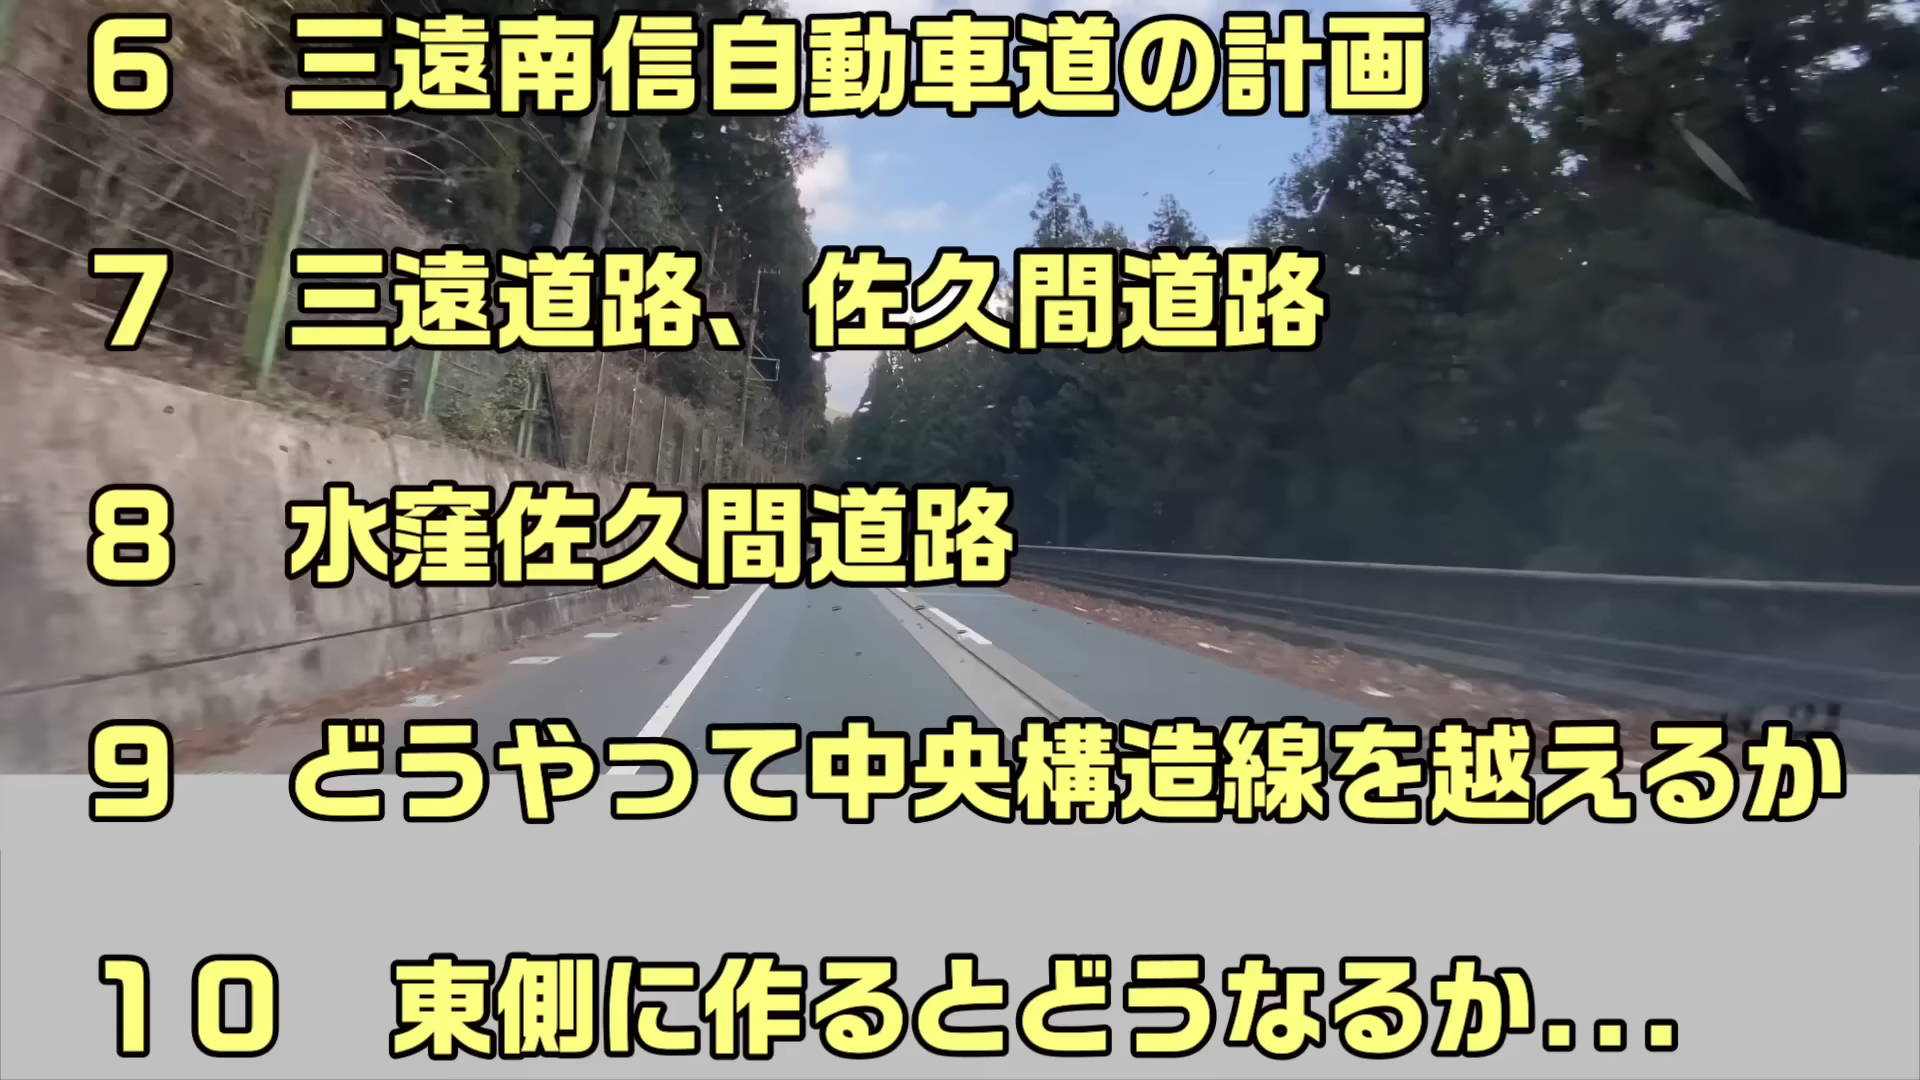 6　三遠南信自動車道の計画
7　三遠道路、佐久間道路
8　水窪佐久間道路
9　どうやって中央構造線を越えるか
10　東側に作るとどうなるか...